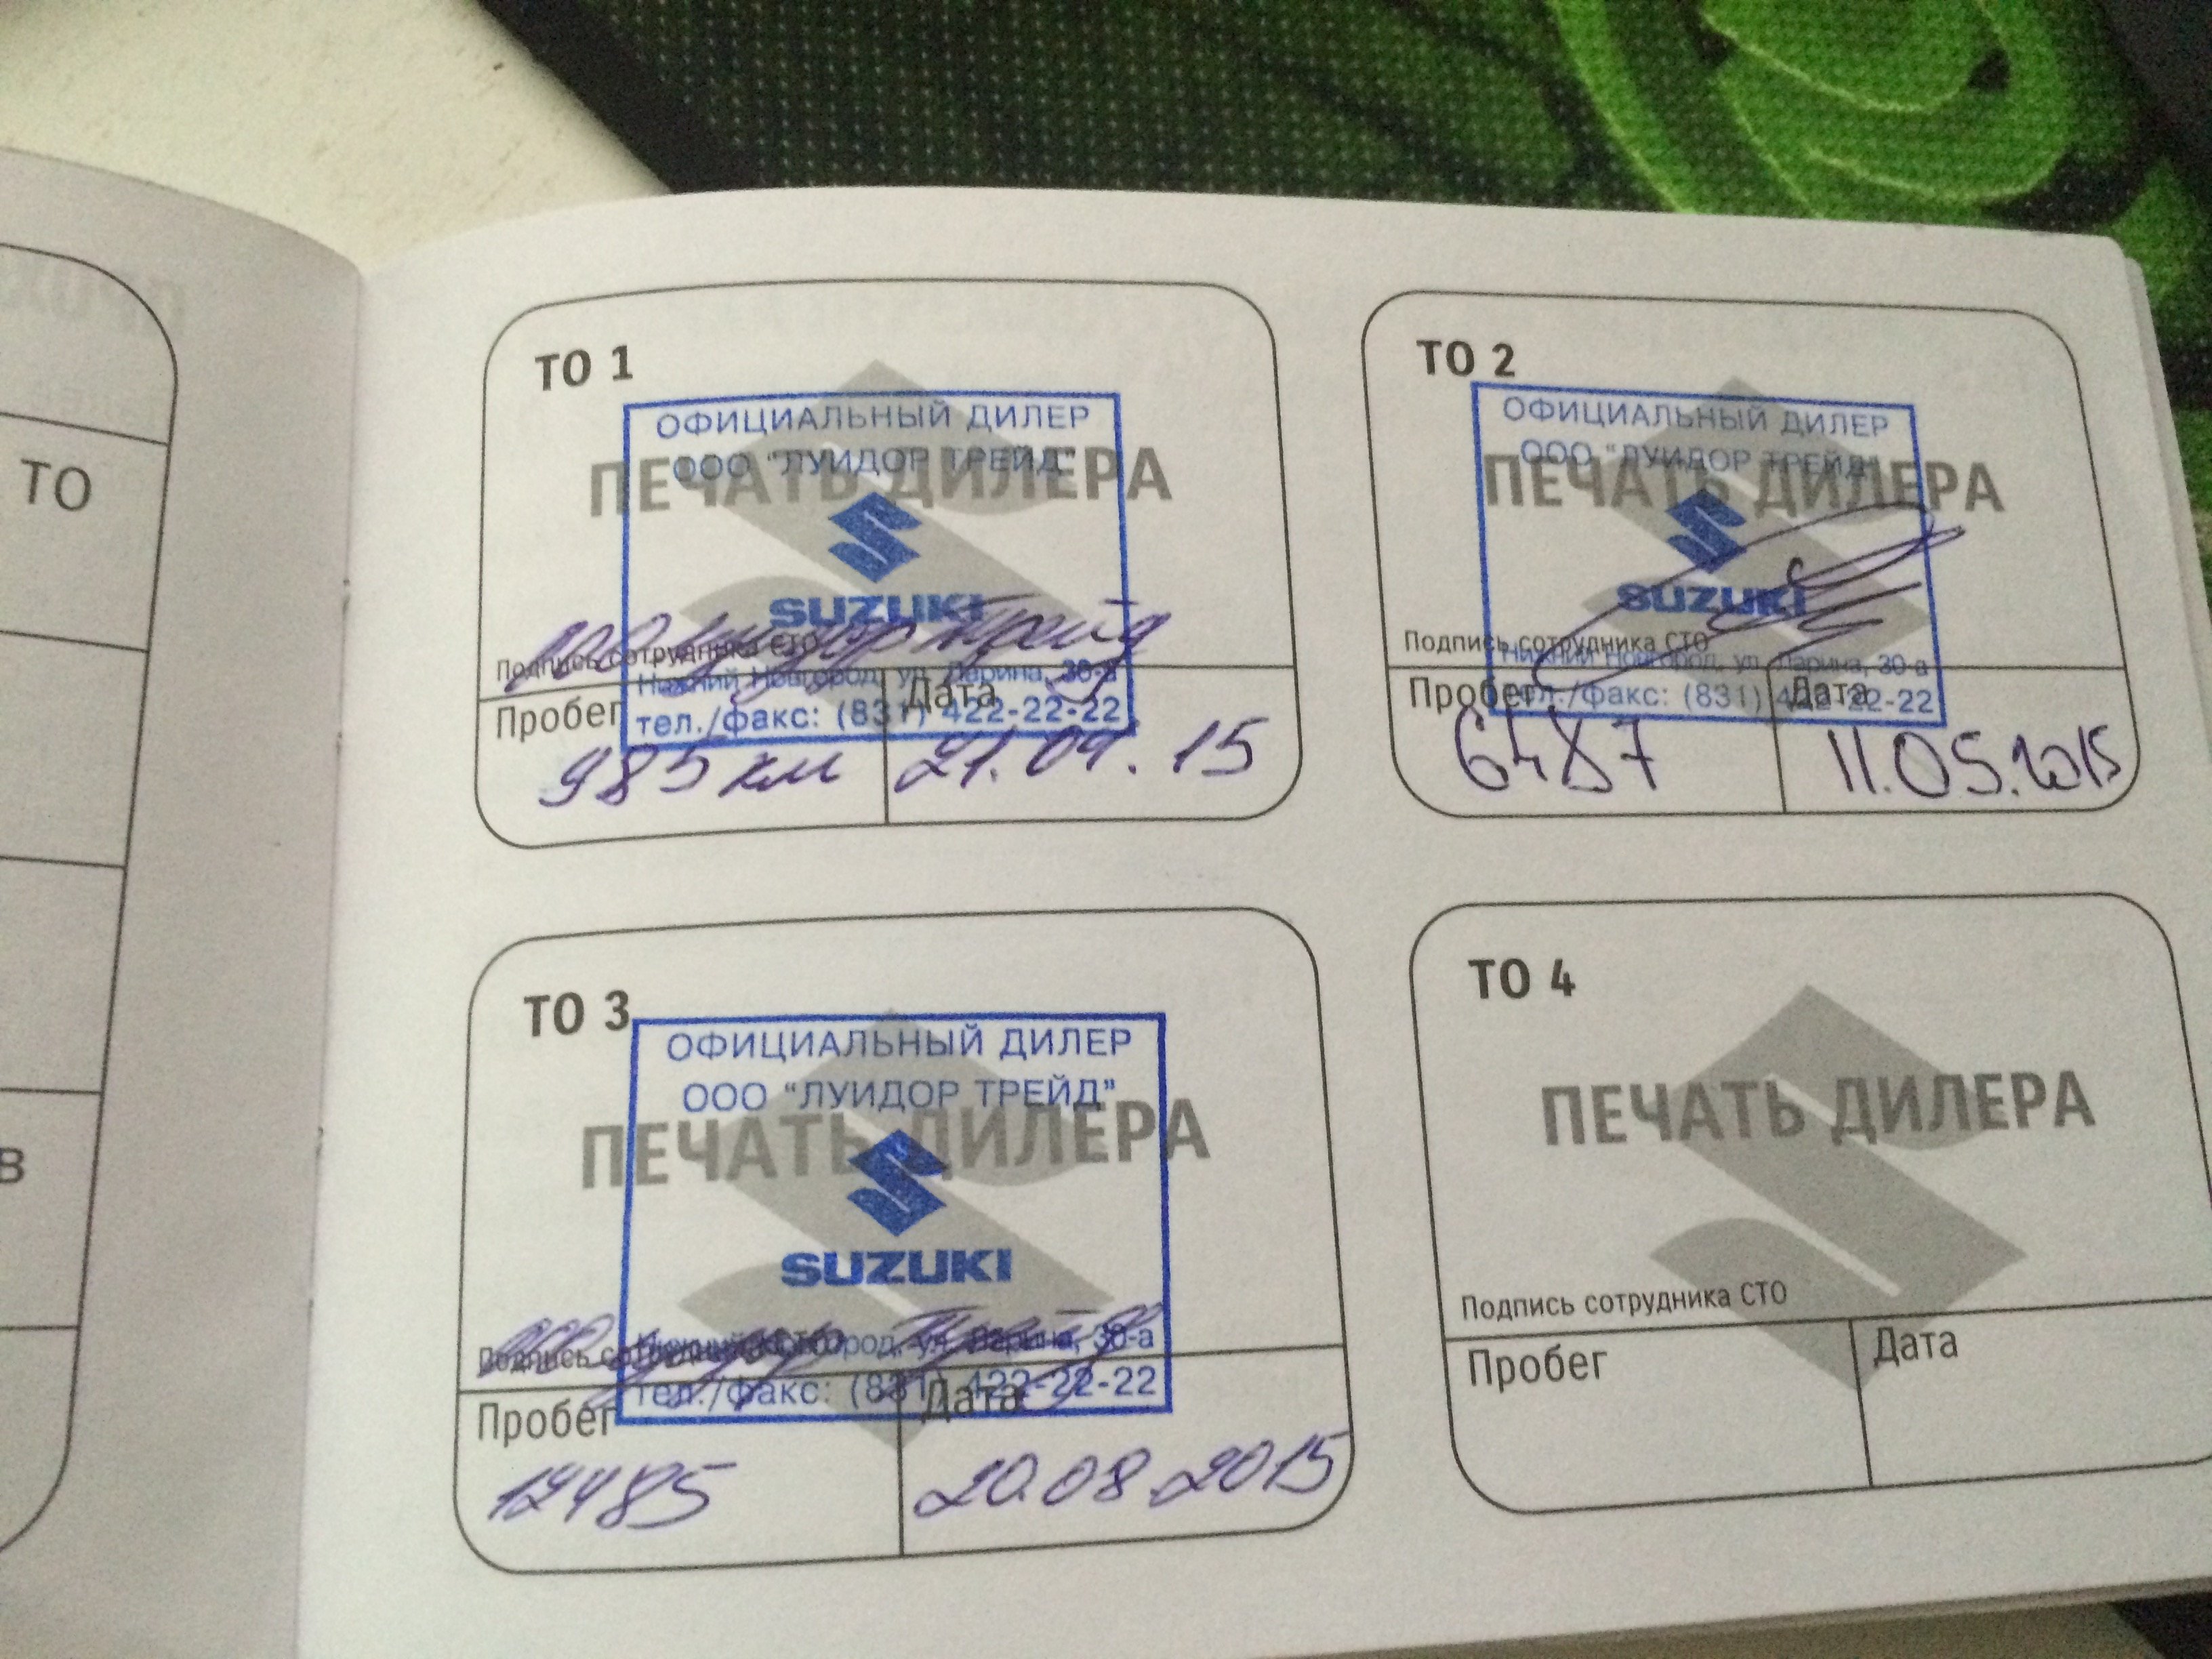 ТО
В
ТО 1
ПЕЧАТЬ ДИЛЕРА
ОФИЦИАЛЬНЫЙ ДИЛЕР
ООО "ЛУИДОР ТРЕЙД"
SUZUKI
ООО Луидор Трейд
Подпись сотрудника СТО
Нижний Новгород, ул. Ларина, 30-а
тел./факс: (831) 422-22-22
Пробег
Дата
985 км
21.04.15
ТО 2
ПЕЧАТЬ ДИЛЕРА
ОФИЦИАЛЬНЫЙ ДИЛЕР
ООО "ЛУИДОР ТРЕЙД"
SUZUKI
Подпись сотрудника СТО
Нижний Новгород, ул. Ларина, 30-а
тел./факс: (831) 422-22-22
Пробег
Дата
6487
11.05.2015
ТО 3
ПЕЧАТЬ ДИЛЕРА
ОФИЦИАЛЬНЫЙ ДИЛЕР
ООО "ЛУИДОР ТРЕЙД"
SUZUKI
Подпись сотрудника СТО
Нижний Новгород, ул. Ларина, 30-а
тел./факс: (831) 422-22-22
Пробег
Дата
12485
20.08.2015
ТО 4
ПЕЧАТЬ ДИЛЕРА
Подпись сотрудника СТО
Пробег
Дата